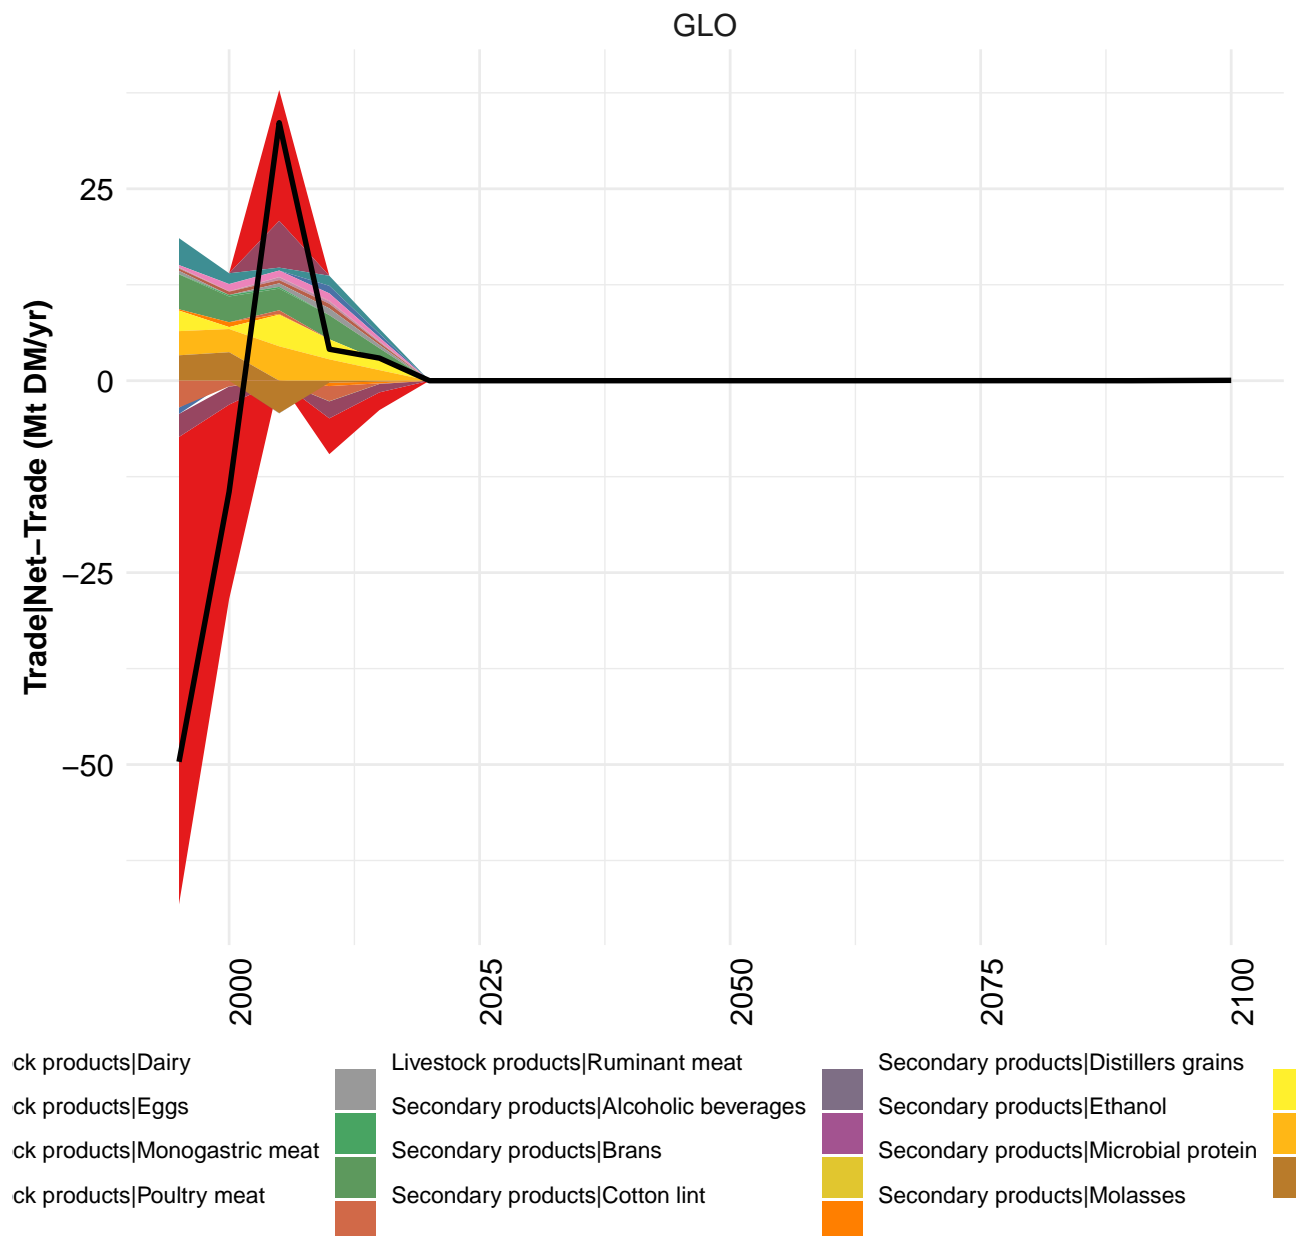 GLO
Trade|Net−Trade (Mt DM/yr)
25
0
−25
−50
2000
2025
2050
2075
2100
ck products|Dairy
Livestock products|Ruminant meat
Secondary products|Distillers grains
ck products|Eggs
Secondary products|Alcoholic beverages
Secondary products|Ethanol
ck products|Monogastric meat
Secondary products|Brans
Secondary products|Microbial protein
ck products|Poultry meat
Secondary products|Cotton lint
Secondary products|Molasses